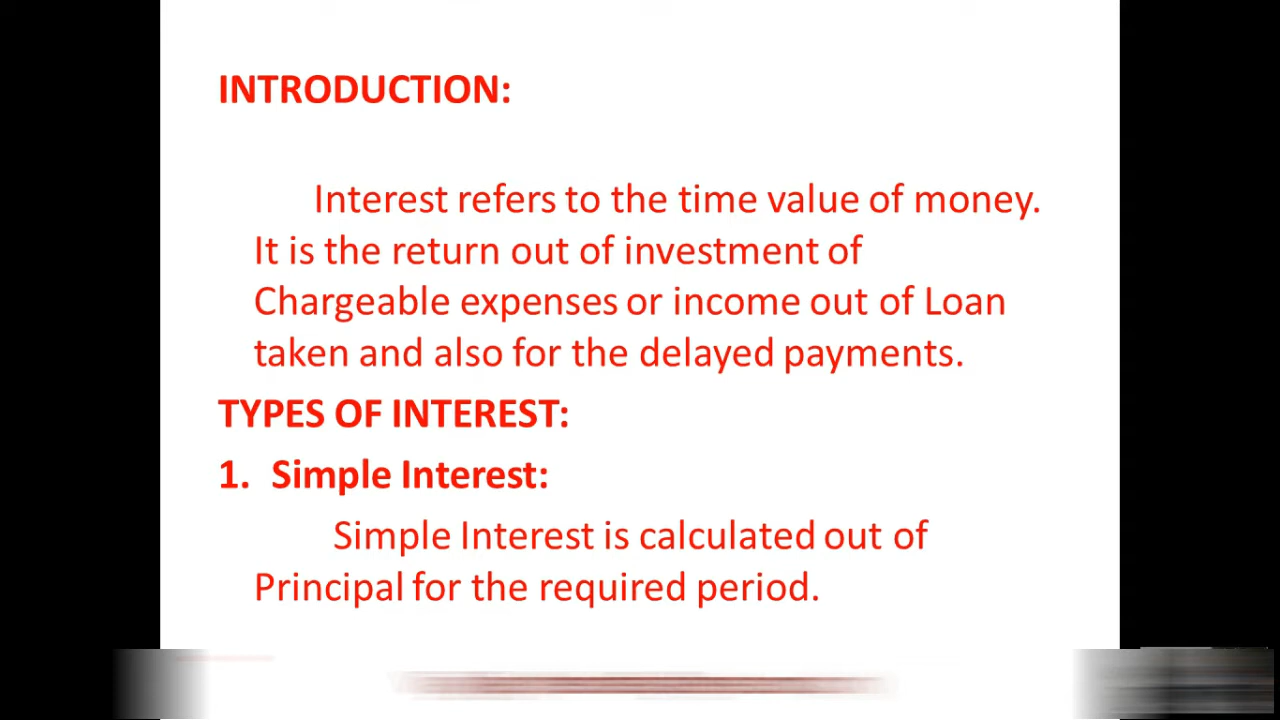 INTRODUCTION:
Interest refers to the time value of money.
It is the return out of investment of
Chargeable expenses or income out of Loan
taken and also for the delayed payments.
TYPES OF INTEREST:
1. Simple Interest:
Simple Interest is calculated out of
Principal for the required period.